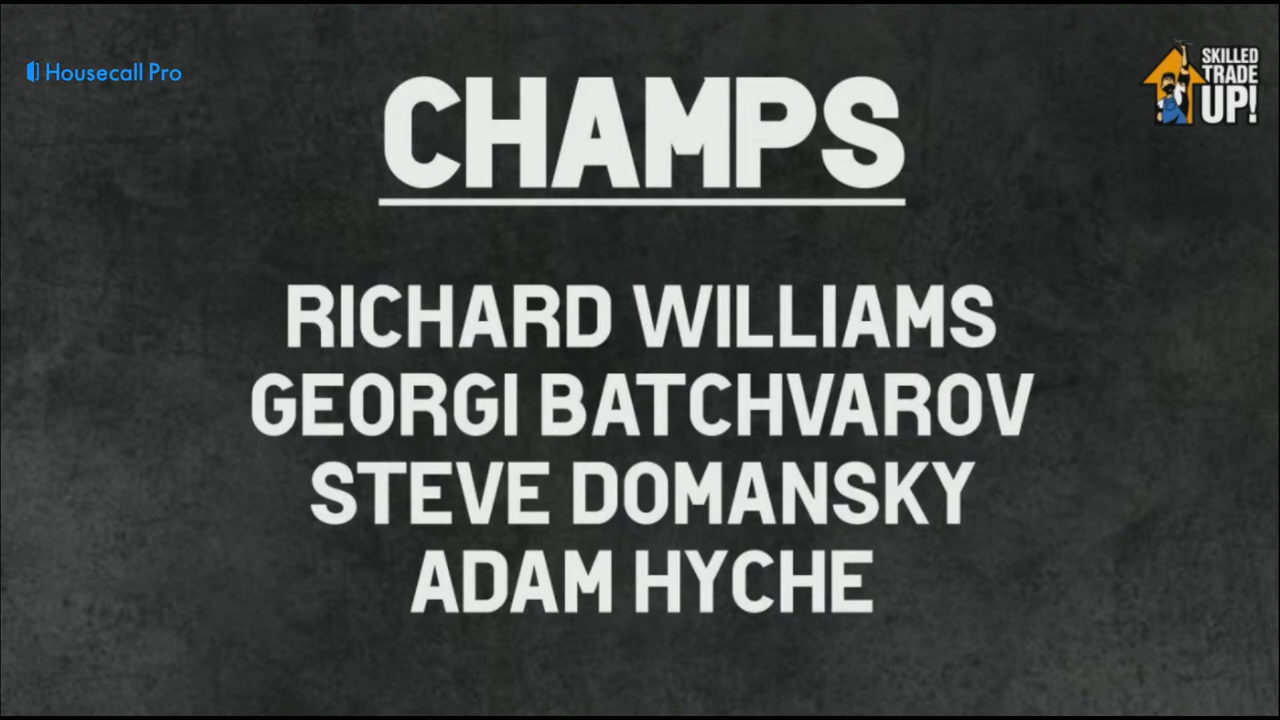 Housecall Pro
SKILLED
TRADE
UP!
CHAMPS
RICHARD WILLIAMS
GEORGI BATCHVAROV
STEVE DOMANSKY
ADAM HYCHE